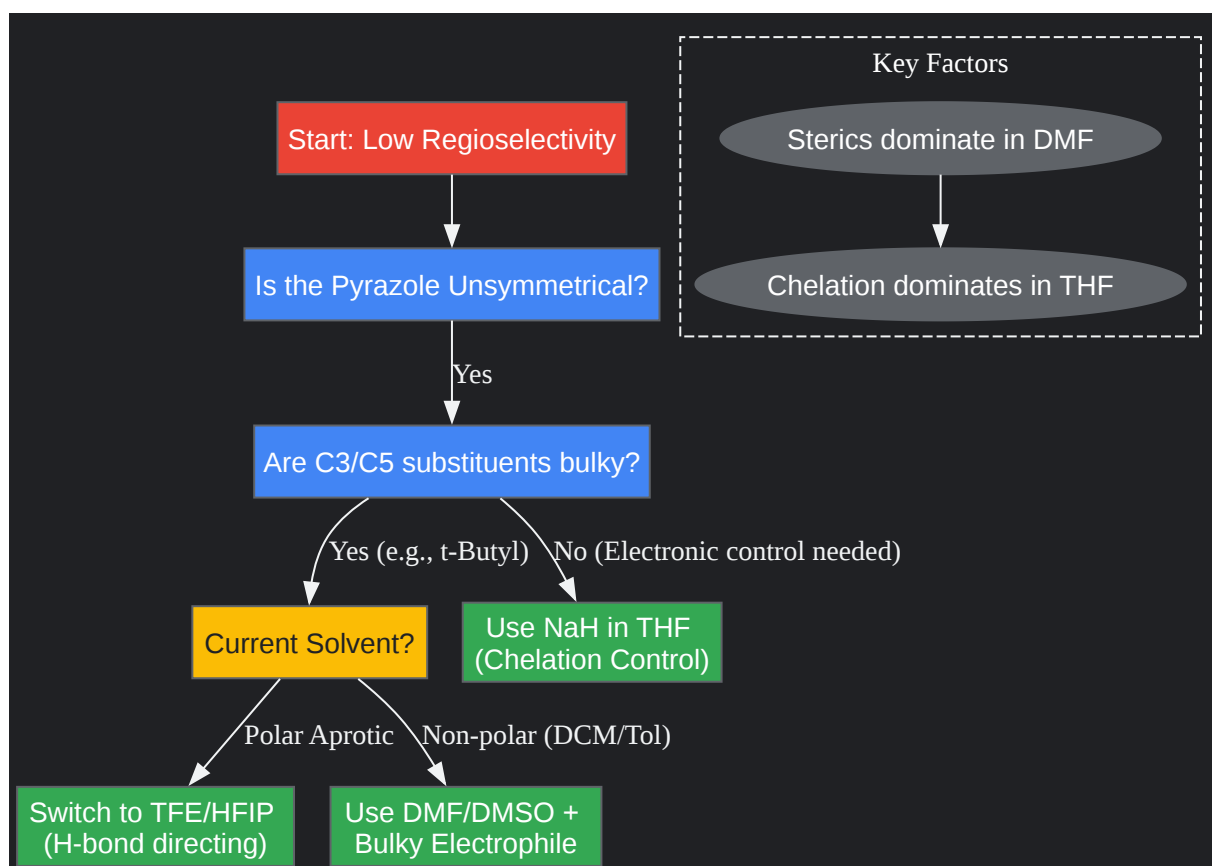 Key Factors
Start: Low Regioselectivity
Sterics dominate in DMF
Is the Pyrazole Unsymmetrical?
Chelation dominates in THF
Yes
Are C3/C5 substituents bulky?
Yes (e.g., t-Butyl)
No (Electronic control needed)
Current Solvent?
Use NaH in THF
(Chelation Control)
Polar Aprotic
Non-polar (DCM/Tol)
Switch to TFE/HFIP
(H-bond directing)
Use DMF/DMSO +
Bulky Electrophile